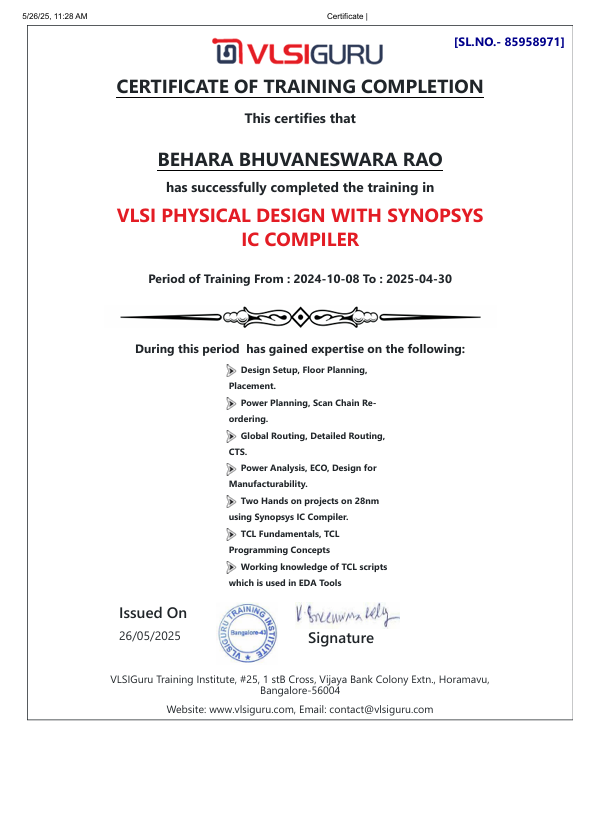 5/26/25, 11:28 AM
Certificate |
[SL.NO.- 85958971]
VLSIGURU
CERTIFICATE OF TRAINING COMPLETION
This certifies that
BEHARA BHUVANESWARA RAO
has successfully completed the training in
VLSI PHYSICAL DESIGN WITH SYNOPSYS
IC COMPILER
Period of Training From : 2024-10-08 To : 2025-04-30
During this period  has gained expertise on the following:
Design Setup, Floor Planning,
Placement.
Power Planning, Scan Chain Re-
ordering.
Global Routing, Detailed Routing,
CTS.
Power Analysis, ECO, Design for
Manufacturability.
Two Hands on projects on 28nm
using Synopsys IC Compiler.
TCL Fundamentals, TCL
Programming Concepts
Working knowledge of TCL scripts
which is used in EDA Tools
Issued On
26/05/2025
VLSIGURU TRAINING INSTITUTE
Bangalore-43
Signature
VLSIGuru Training Institute, #25, 1 stB Cross, Vijaya Bank Colony Extn., Horamavu,
Bangalore-56004
Website: www.vlsiguru.com, Email: contact@vlsiguru.com